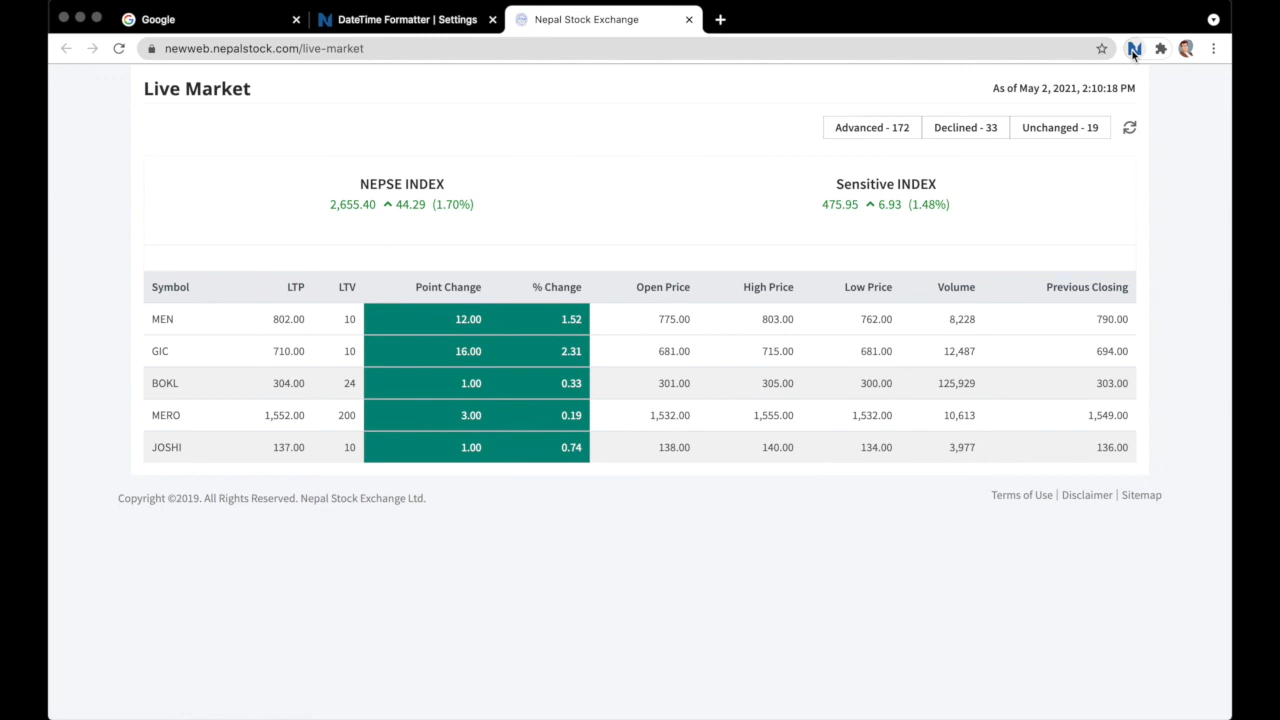 Google
DateTime Formatter | Settings
Nepal Stock Exchange
newweb.nepalstock.com/live-market
Live Market
As of May 2, 2021, 2:10:18 PM
Advanced - 172 Declined - 33 Unchanged - 19
NEPSE INDEX Sensitive INDEX
2,655.40 44.29 (1.70%) 475.95 6.93 (1.48%)
Symbol LTP LTV Point Change % Change Open Price High Price Low Price Volume Previous Closing
MEN 802.00 10 12.00 1.52 775.00 803.00 762.00 8,228 790.00
GIC 710.00 10 16.00 2.31 681.00 715.00 681.00 12,487 694.00
BOKL 304.00 24 1.00 0.33 301.00 305.00 300.00 125,929 303.00
MERO 1,552.00 200 3.00 0.19 1,532.00 1,555.00 1,532.00 10,613 1,549.00
JOSHI 137.00 10 1.00 0.74 138.00 140.00 134.00 3,977 136.00
Copyright ©2019. All Rights Reserved. Nepal Stock Exchange Ltd.
Terms of Use | Disclaimer | Sitemap